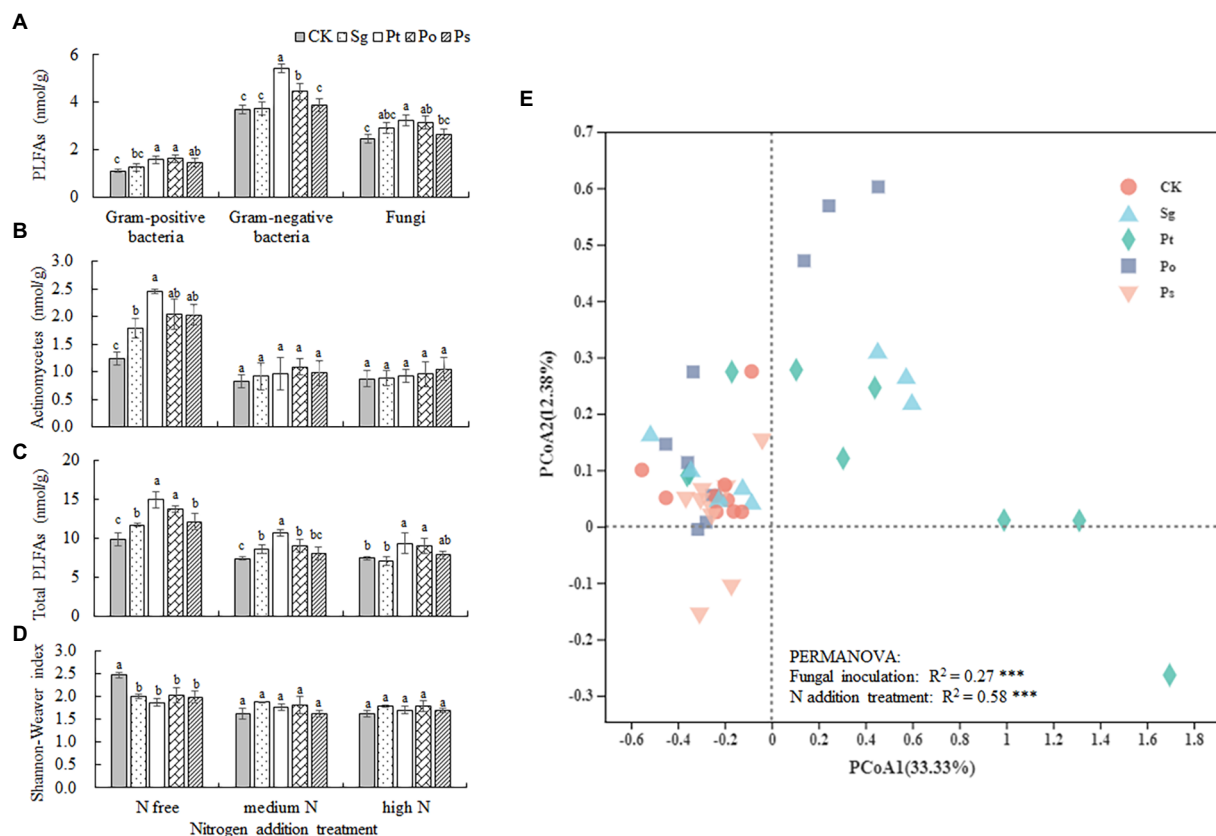 A
CK Sg Pt Po Ps
PLFAs (nmol/g)
6
4
2
0
c bc a a ab
c c a b c
c abc a ab bc
Gram-positive bacteria
Gram-negative bacteria
Fungi
B
Actinomycetes (nmol/g)
3.0
2.5
2.0
1.5
1.0
0.5
0.0
c b a ab ab
a a a a a
a a a a a
C
Total PLFAs (nmol/g)
20
15
10
5
0
c b a a b
c b a b bc
b b a a ab
D
Shannon-Weaver index
3.0
2.5
2.0
1.5
1.0
0.5
0.0
a b b b b
a a a a a
a a a a a
N free medium N high N
Nitrogen addition treatment
E
PCoA2(12.38%)
0.7
0.6
0.5
0.4
0.3
0.2
0.1
0
-0.1
-0.2
-0.3
CK
Sg
Pt
Po
Ps
PERMANOVA:
Fungal inoculation: R² = 0.27 ***
N addition treatment: R² = 0.58 ***
-0.6 -0.4 -0.2 0 0.2 0.4 0.6 0.8 1 1.2 1.4 1.6 1.8
PCoA1(33.33%)